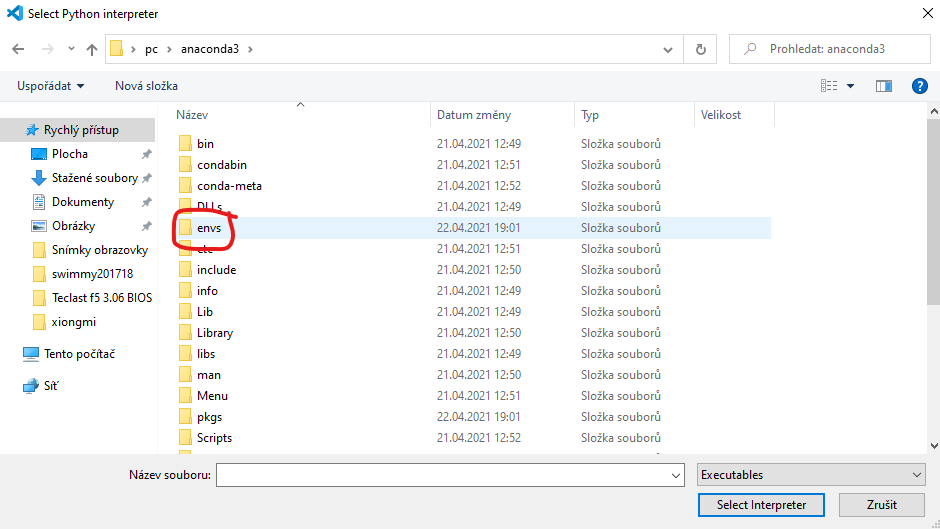 Select Python interpreter
pc anaconda3
Prohledat: anaconda3
Uspořádat Nová složka
Název Datum změny Typ Velikost
Rychlý přístup
Plocha
Stažené soubory
Dokumenty
Obrázky
Snímky obrazovky
swimmy201718
Teclast f5 3.06 BIOS
xiongmi
Tento počítač
Síť
bin 21.04.2021 12:49 Složka souborů
condabin 21.04.2021 12:51 Složka souborů
conda-meta 21.04.2021 12:52 Složka souborů
DLLs 21.04.2021 12:49 Složka souborů
envs 22.04.2021 19:01 Složka souborů
etc 21.04.2021 12:51 Složka souborů
include 21.04.2021 12:50 Složka souborů
info 21.04.2021 12:49 Složka souborů
Lib 21.04.2021 12:49 Složka souborů
Library 21.04.2021 12:50 Složka souborů
libs 21.04.2021 12:49 Složka souborů
man 21.04.2021 12:50 Složka souborů
Menu 21.04.2021 12:51 Složka souborů
pkgs 22.04.2021 19:01 Složka souborů
Scripts 21.04.2021 12:52 Složka souborů
Název souboru: Executables
Select Interpreter Zrušit